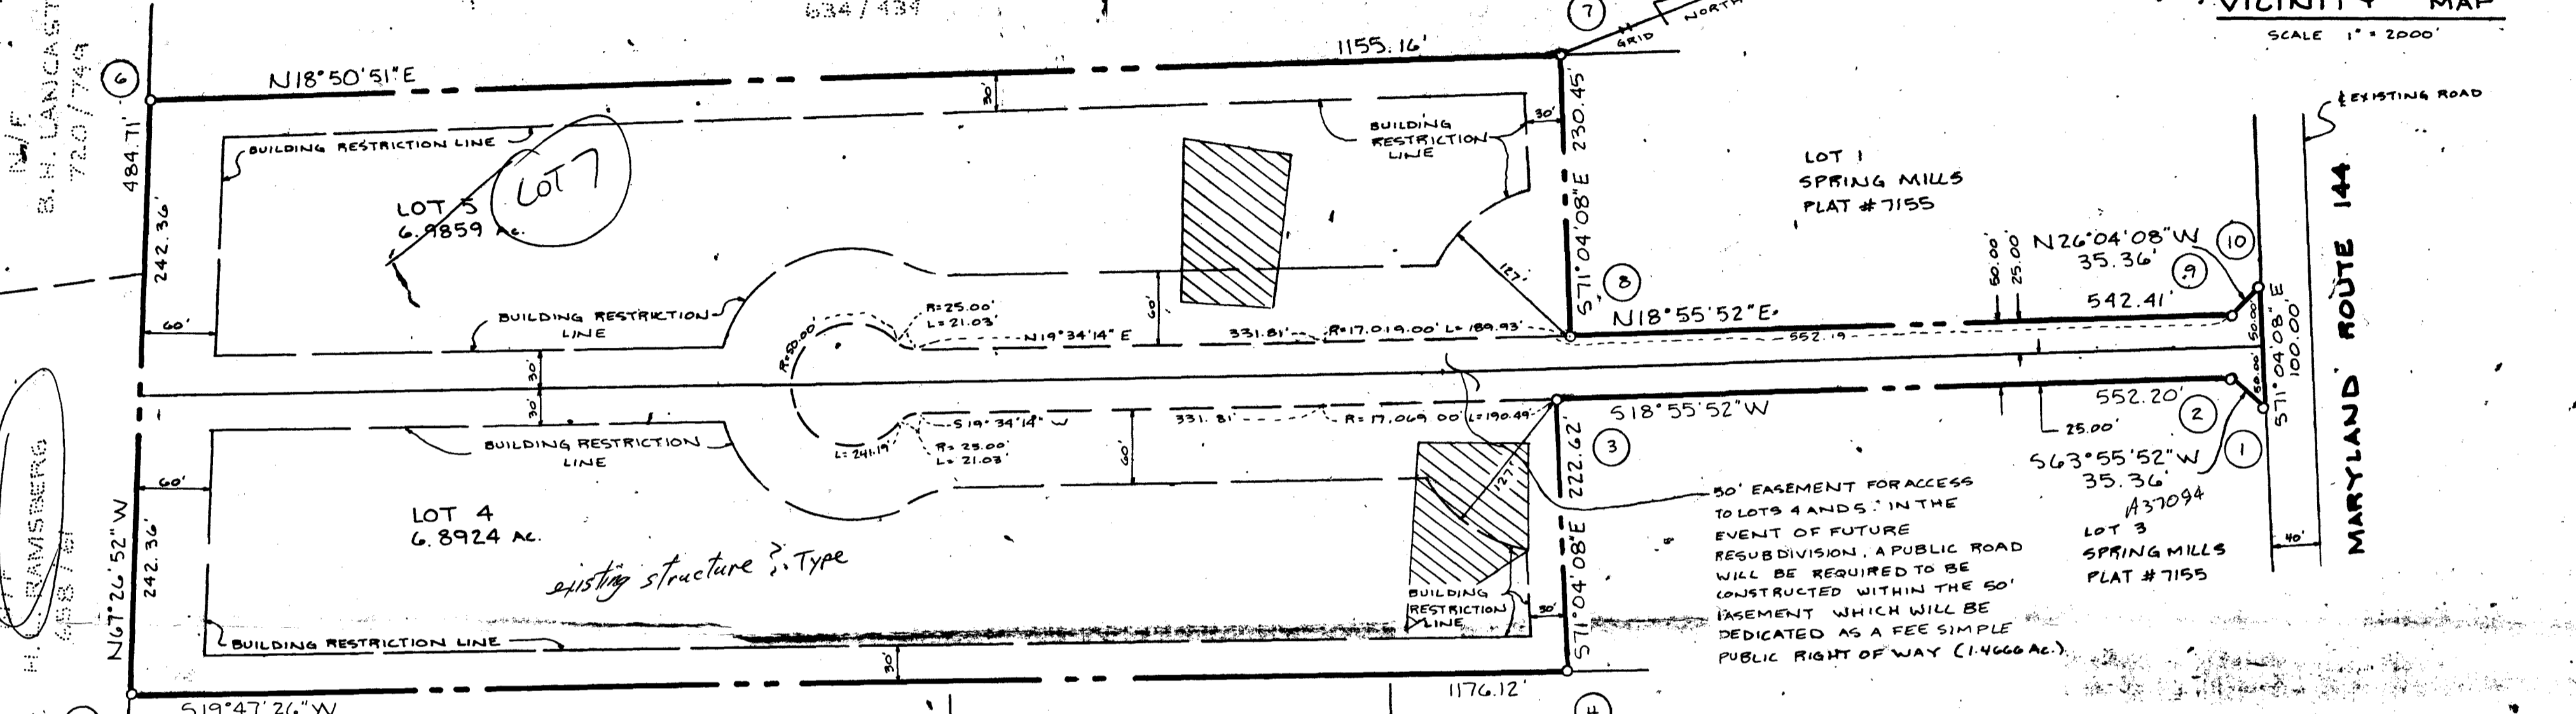 634/434
7
NORTH
GRID
VICINITY MAP
SCALE 1" = 2000'
N/F
B. H. LANCAST
720/749
6
N18°50'51"E
1155.16'
30'
230.45'
S71°04'08"E
484.71'
242.36'
BUILDING RESTRICTION LINE
LOT 5
6.9859 AC.
LOT 7
BUILDING
RESTRICTION
LINE
30'
LOT 1
SPRING MILLS
PLAT #7155
¢ EXISTING ROAD
MARYLAND ROUTE 144
50.00'
25.00'
N26°04'08"W
35.36'
10
9
542.41'
8
N18°55'52"E
127'
60'
60'
BUILDING RESTRICTION
LINE
R=50.00'
R=25.00'
L=21.03'
N19°34'14"E
331.81'
R=17,019.00' L=189.93'
552.19
50.00'
50.00'
S71°04'08"E
100.00'
30'
30'
S18°55'52"W
552.20'
2
1
25.00'
S63°55'52"W
35.36'
A37094
LOT 3
SPRING MILLS
PLAT #7155
40'
BUILDING RESTRICTION
LINE
L=241.19'
S19°34'14"W
R=25.00'
L=21.03'
331.81'
R=17,069.00' L=190.49'
60'
127'
222.62'
3
S71°04'08"E
50' EASEMENT FOR ACCESS
TO LOTS 4 AND 5. IN THE
EVENT OF FUTURE
RESUBDIVISION, A PUBLIC ROAD
WILL BE REQUIRED TO BE
CONSTRUCTED WITHIN THE 50'
EASEMENT WHICH WILL BE
DEDICATED AS A FEE SIMPLE
PUBLIC RIGHT OF WAY (1.4666 AC.)
60'
LOT 4
6.8924 AC.
existing structure ?. Type
H. RAMSBERG
N67°26'52"W
242.36'
BUILDING RESTRICTION LINE
30'
BUILDING
RESTRICTION
LINE
30'
1176.12'
4
S19°47'26"W